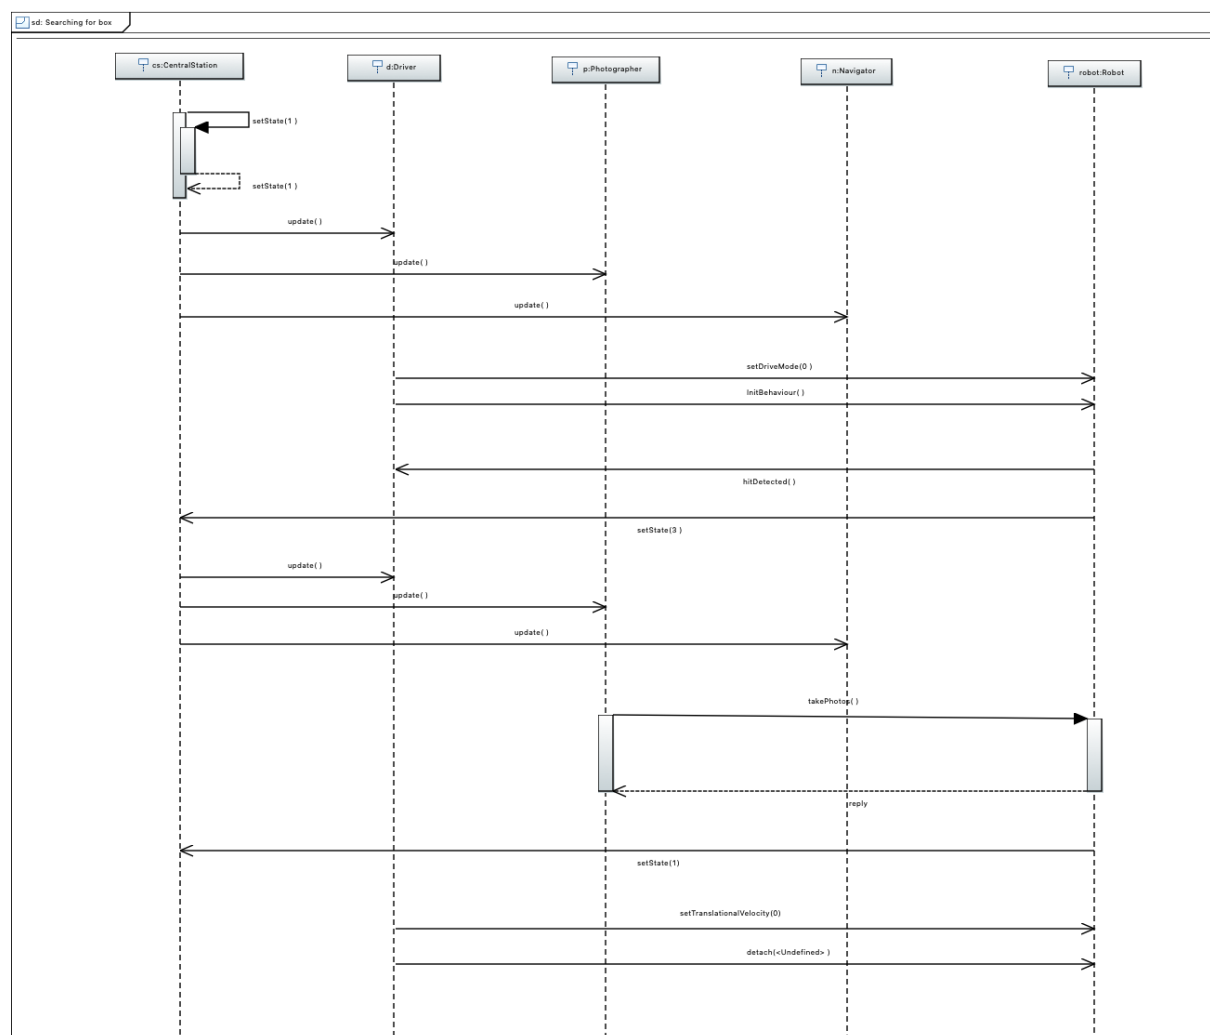 sd: Searching for box
cs:CentralStation
d:Driver
p:Photographer
n:Navigator
robot:Robot
setState(1 )
setState(1 )
update( )
update( )
update( )
setDriveMode(0 )
InitBehaviour( )
hitDetected( )
setState(3 )
update( )
update( )
update( )
takePhotos( )
reply
setState(1)
setTranslationalVelocity(0)
detach(<Undefined> )